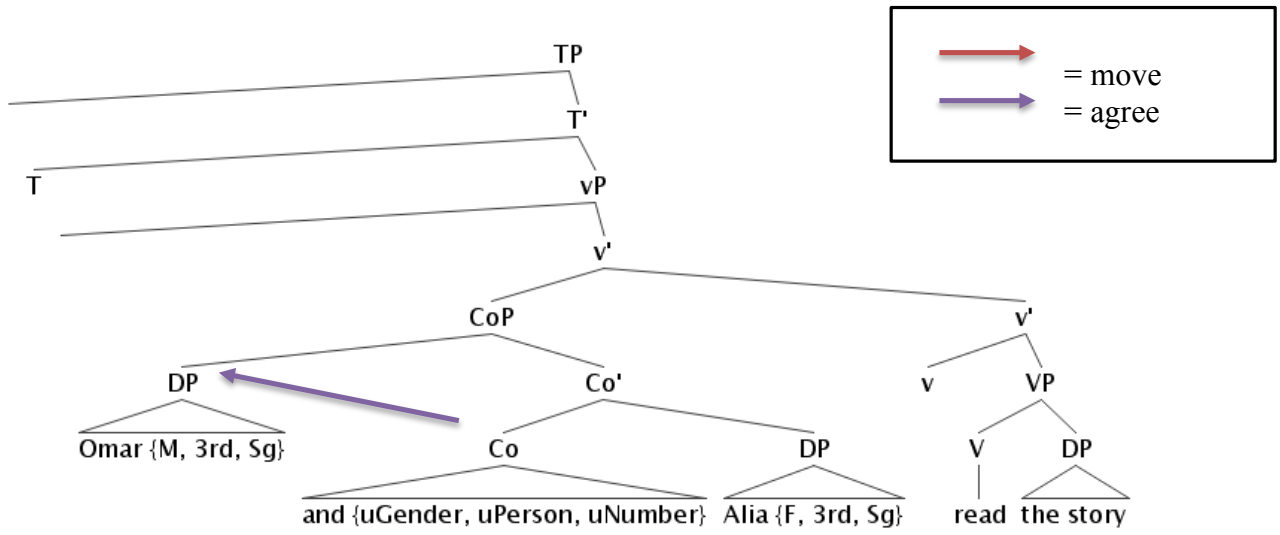 = move
= agree
TP
T'
T vP
v'
CoP v'
DP Co' v VP
Omar {M, 3rd, Sg} Co DP V DP
and {uGender, uPerson, uNumber} Alia {F, 3rd, Sg} read the story